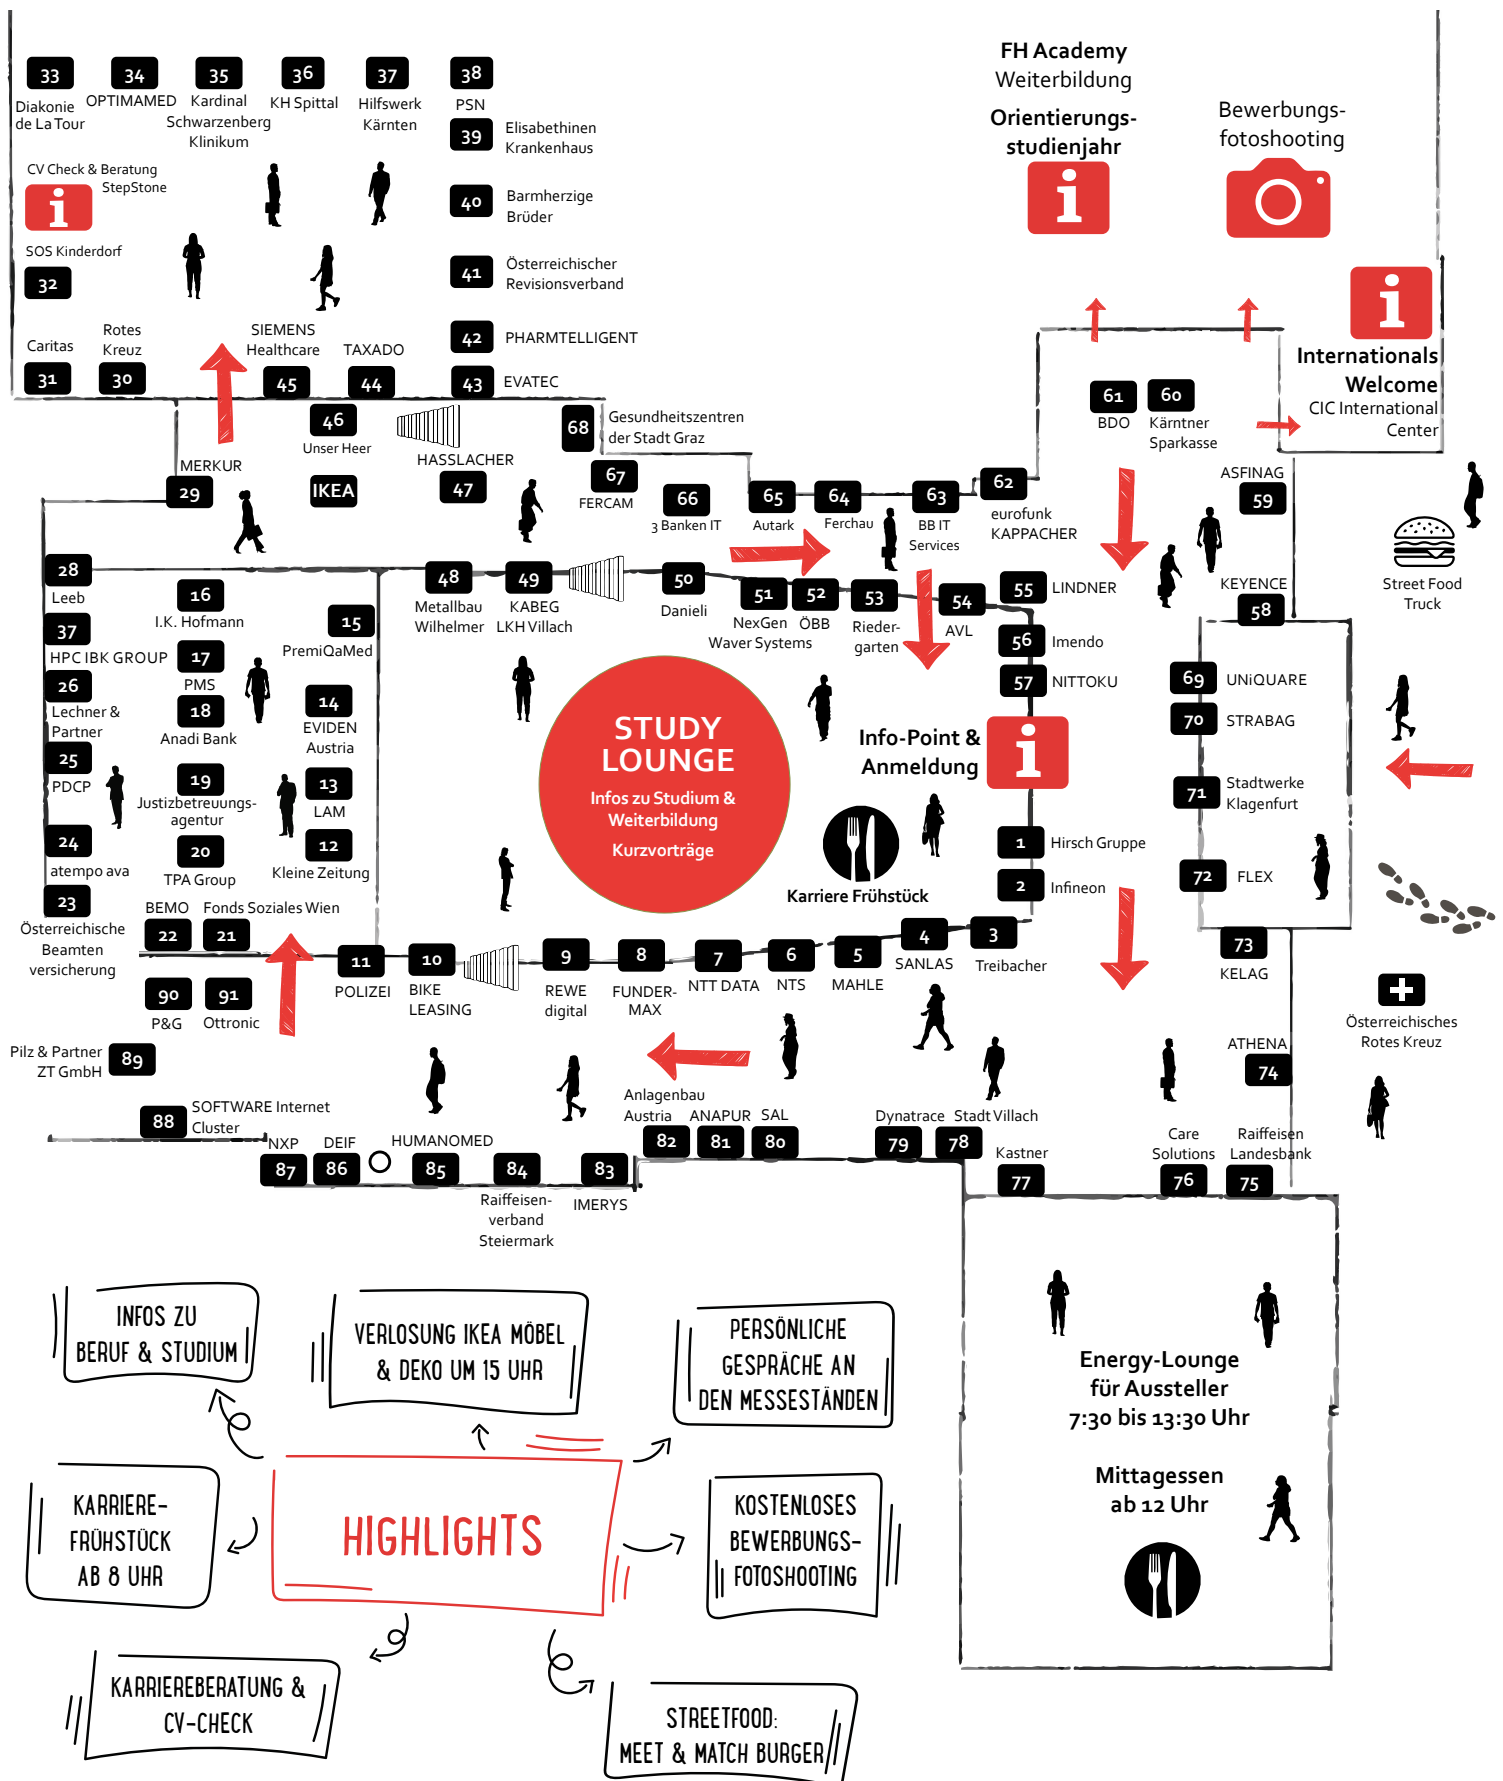 33
Diakonie
de La Tour
34
OPTIMAMED
35
Kardinal
Schwarzenberg
Klinikum
36
KH Spittal
37
Hilfswerk
Kärnten
38
PSN
39
Elisabethinen
Krankenhaus
40
Barmherzige
Brüder
41
Österreichischer
Revisionsverband
42
PHARMTELLIGENT
43
EVATEC
CV Check & Beratung
StepStone
i
SOS Kinderdorf
32
Caritas
31
Rotes
Kreuz
30
SIEMENS
Healthcare
45
TAXADO
44
FH Academy
Weiterbildung
Orientierungs-
studienjahr
i
Bewerbungs-
fotoshooting
i
Internationals
Welcome
CIC International
Center
61
BDO
60
Kärntner
Sparkasse
46
Unser Heer
68
Gesundheitszentren
der Stadt Graz
MERKUR
29
IKEA
HASSLACHER
47
67
FERCAM
66
3 Banken IT
65
Autark
64
Ferchau
63
BB IT
Services
62
eurofunk
KAPPACHER
ASFINAG
59
Street Food
Truck
28
Leeb
16
I.K. Hofmann
15
PremiQaMed
48
Metallbau
Wilhelmer
49
KABEG
LKH Villach
50
Danieli
51
NexGen
Waver Systems
52
ÖBB
53
Rieder-
garten
54
AVL
55
LINDNER
KEYENCE
58
37
HPC IBK GROUP
17
PMS
56
Imendo
26
Lechner &
Partner
18
Anadi Bank
14
EVIDEN
Austria
57
NITTOKU
69
UNiQUARE
70
STRABAG
25
PDCP
19
Justizbetreuungs-
agentur
13
LAM
STUDY
LOUNGE
Infos zu Studium &
Weiterbildung
Kurzvorträge
Info-Point &
Anmeldung
i
71
Stadtwerke
Klagenfurt
24
atempo ava
20
TPA Group
12
Kleine Zeitung
Karriere Frühstück
1
Hirsch Gruppe
2
Infineon
72
FLEX
23
Österreichische
Beamten
versicherung
BEMO
22
Fonds Soziales Wien
21
11
POLIZEI
10
BIKE
LEASING
9
REWE
digital
8
FUNDER-
MAX
7
NTT DATA
6
NTS
5
MAHLE
4
SANLAS
3
Treibacher
73
KELAG
90
P&G
91
Ottronic
Österreichisches
Rotes Kreuz
Pilz & Partner
ZT GmbH
89
ATHENA
74
88
SOFTWARE Internet
Cluster
NXP
87
DEIF
86
HUMANOMED
85
84
Raiffeisen-
verband
Steiermark
83
IMERYS
Anlagenbau
Austria
82
ANAPUR
81
SAL
80
Dynatrace
79
Stadt Villach
78
Kastner
77
Care
Solutions
76
Raiffeisen
Landesbank
75
Energy-Lounge
für Aussteller
7:30 bis 13:30 Uhr
Mittagessen
ab 12 Uhr
INFOS ZU
BERUF & STUDIUM
VERLOSUNG IKEA MÖBEL
& DEKO UM 15 UHR
PERSÖNLICHE
GESPRÄCHE AN
DEN MESSESTÄNDEN
KARRIERE-
FRÜHSTÜCK
AB 8 UHR
HIGHLIGHTS
KOSTENLOSES
BEWERBUNGS-
FOTOSHOOTING
KARRIEREBERATUNG &
CV-CHECK
STREETFOOD:
MEET & MATCH BURGER